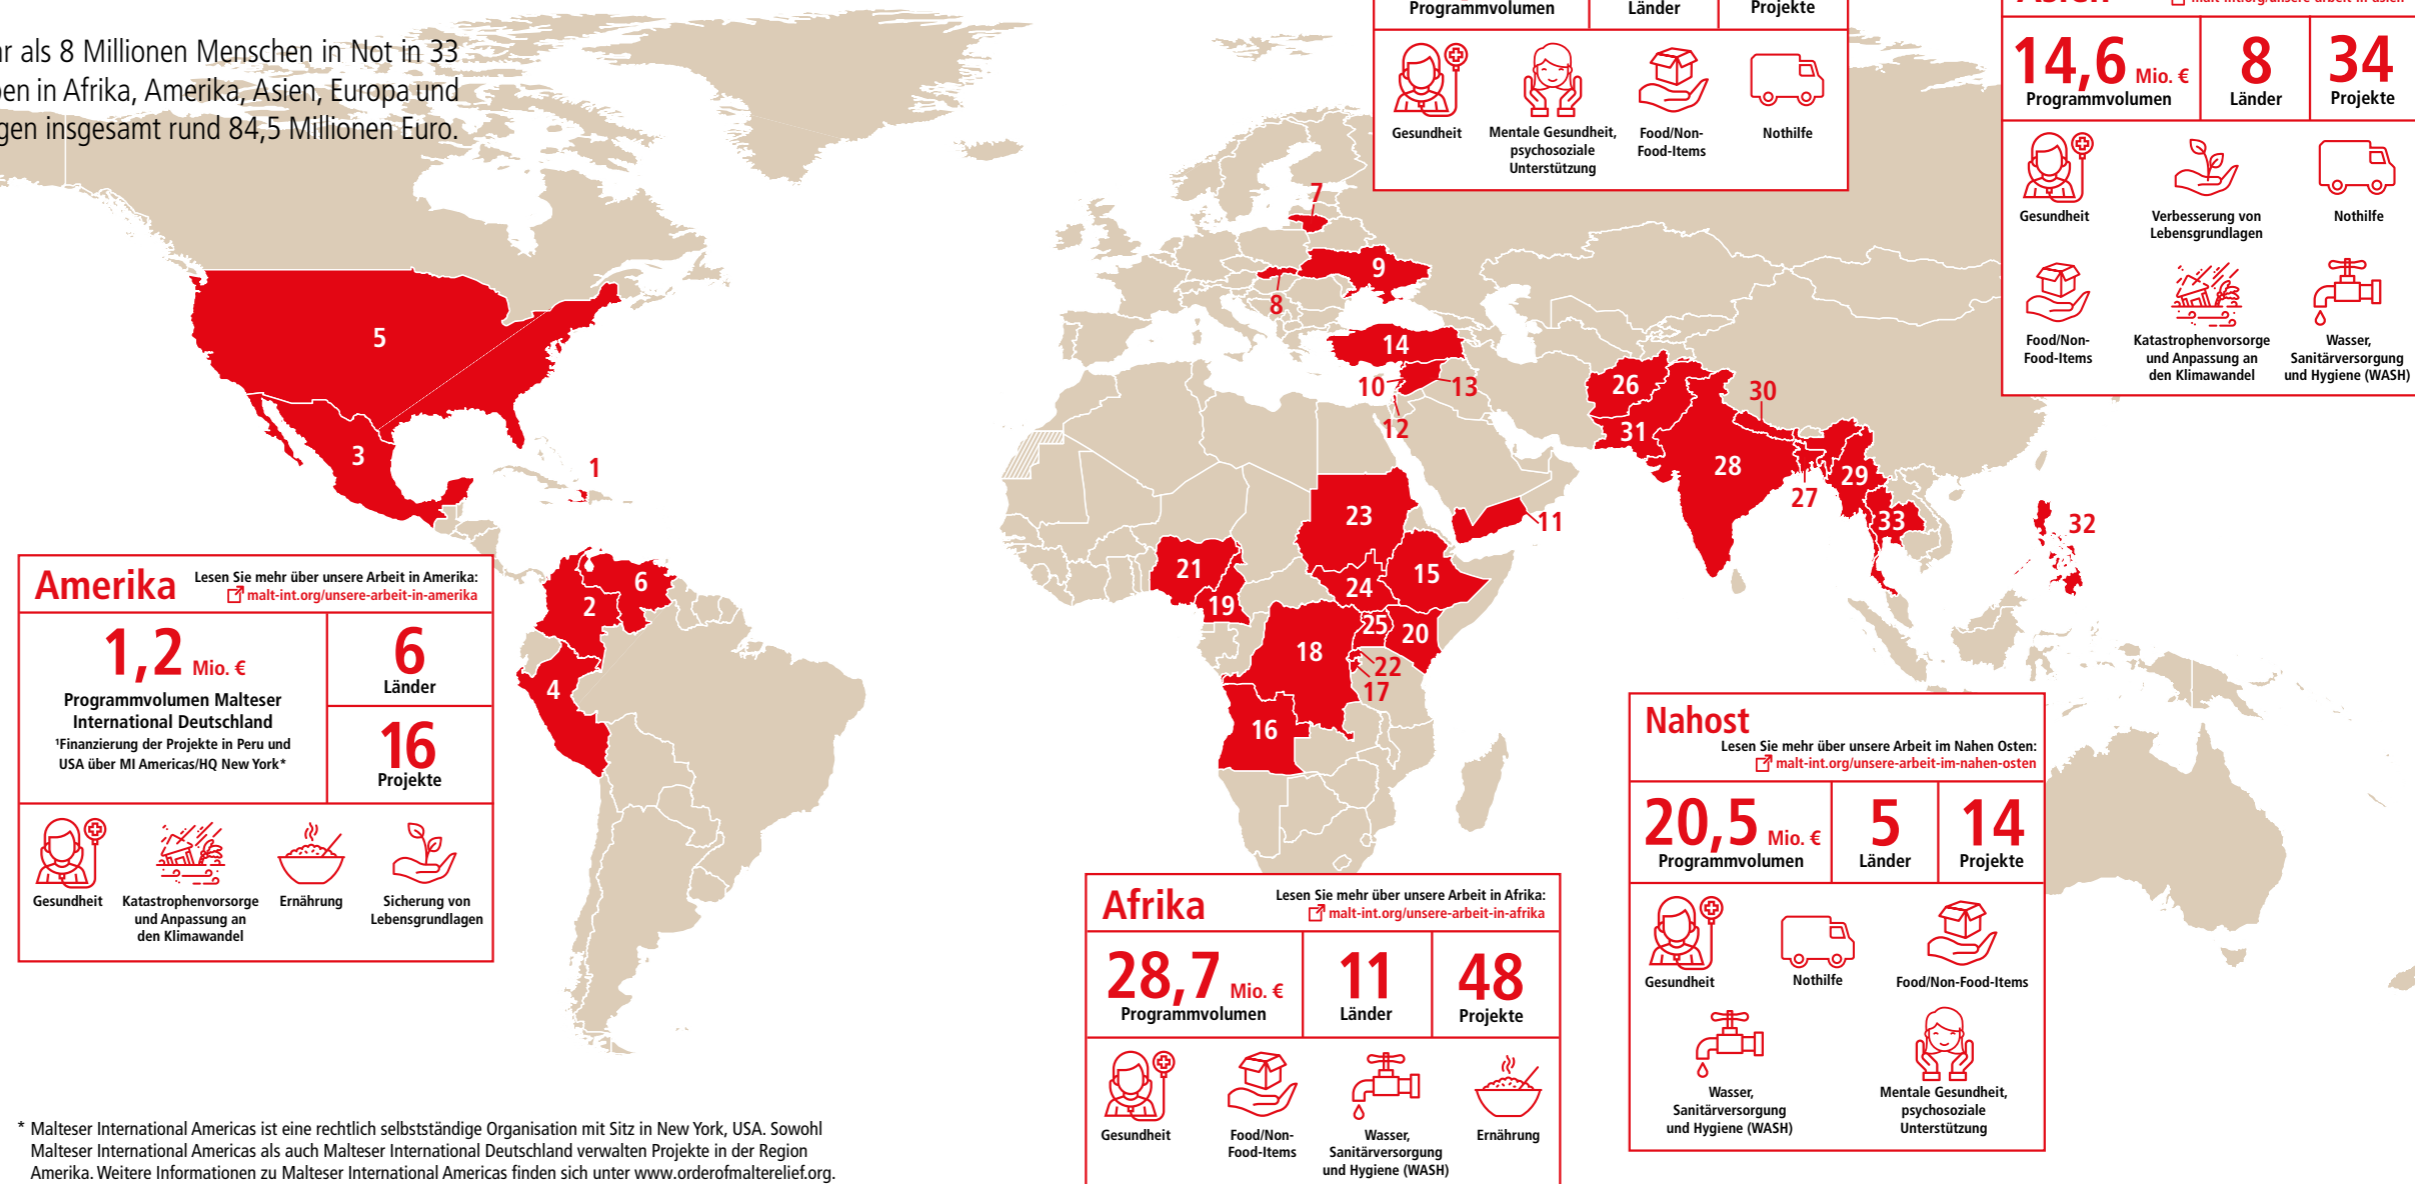 als 8 Millionen Menschen in Not in 33
in Afrika, Amerika, Asien, Europa und
insgesamt rund 84,5 Millionen Euro.
Programmvolumen
Länder
Projekte
Gesundheit
Mentale Gesundheit,
psychosoziale
Unterstützung
Food/Non-
Food-Items
Nothilfe
14,6 Mio. €
Programmvolumen
8
Länder
34
Projekte
Gesundheit
Verbesserung von
Lebensgrundlagen
Nothilfe
Food/Non-
Food-Items
Katastrophenvorsorge
und Anpassung an
den Klimawandel
Wasser,
Sanitärversorgung
und Hygiene (WASH)
7
9
8
5
14
10
13
12
26
30
31
3
1
28
29
27
11
23
33
32
21
6
24
15
2
19
25
20
18
22
4
17
16
Amerika
Lesen Sie mehr über unsere Arbeit in Amerika:
malt-int.org/unsere-arbeit-in-amerika
1,2 Mio. €
Programmvolumen Malteser
International Deutschland
¹Finanzierung der Projekte in Peru und
USA über MI Americas/HQ New York*
6
Länder
16
Projekte
Gesundheit
Katastrophenvorsorge
und Anpassung an
den Klimawandel
Ernährung
Sicherung von
Lebensgrundlagen
Nahost
Lesen Sie mehr über unsere Arbeit im Nahen Osten:
malt-int.org/unsere-arbeit-im-nahen-osten
20,5 Mio. €
Programmvolumen
5
Länder
14
Projekte
Gesundheit
Nothilfe
Food/Non-Food-Items
Wasser,
Sanitärversorgung
und Hygiene (WASH)
Mentale Gesundheit,
psychosoziale
Unterstützung
Afrika
Lesen Sie mehr über unsere Arbeit in Afrika:
malt-int.org/unsere-arbeit-in-afrika
28,7 Mio. €
Programmvolumen
11
Länder
48
Projekte
Gesundheit
Food/Non-
Food-Items
Wasser,
Sanitärversorgung
und Hygiene (WASH)
Ernährung
* Malteser International Americas ist eine rechtlich selbstständige Organisation mit Sitz in New York, USA. Sowohl
Malteser International Americas als auch Malteser International Deutschland verwalten Projekte in der Region
Amerika. Weitere Informationen zu Malteser International Americas finden sich unter www.orderofmalterelief.org.